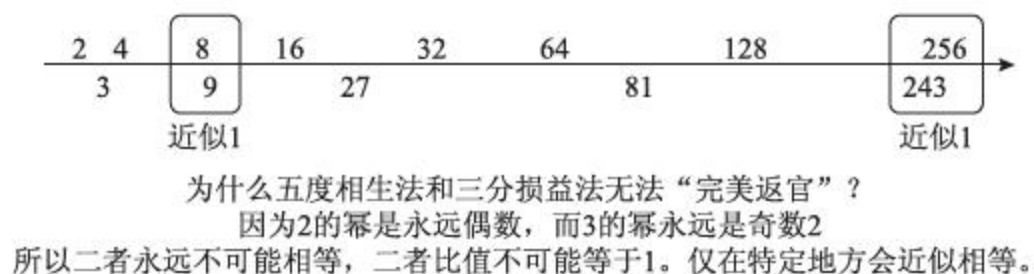 2 4 8 16 32 64 128 256
3 9 27 81 243
近似1 近似1
为什么五度相生法和三分损益法无法“完美返官”？
因为2的幂是永远偶数，而3的幂永远是奇数2
所以二者永远不可能相等，二者比值不可能等于1。仅在特定地方会近似相等。